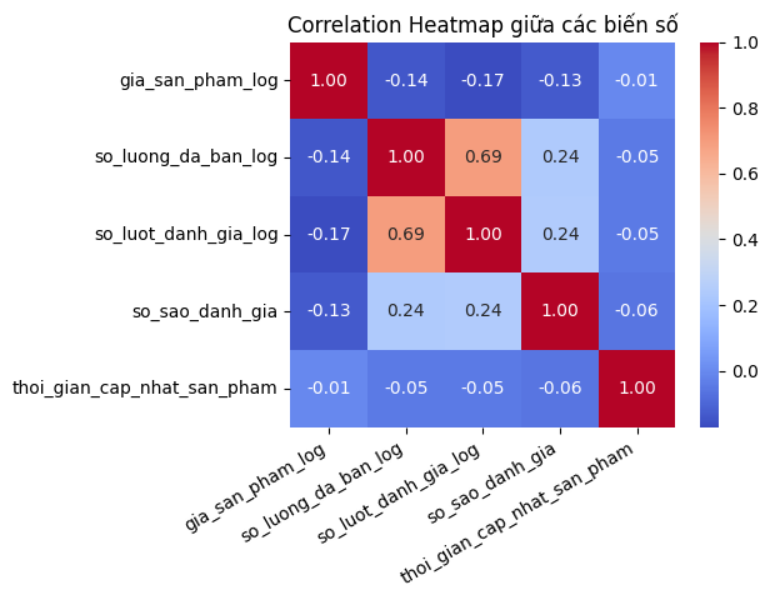 Correlation Heatmap giữa các biến số
gia_san_pham_log
1.00
-0.14
-0.17
-0.13
-0.01
so_luong_da_ban_log
-0.14
1.00
0.69
0.24
-0.05
so_luot_danh_gia_log
-0.17
0.69
1.00
0.24
-0.05
so_sao_danh_gia
-0.13
0.24
0.24
1.00
-0.06
thoi_gian_cap_nhat_san_pham
-0.01
-0.05
-0.05
-0.06
1.00
gia_san_pham_log
so_luong_da_ban_log
so_luot_danh_gia_log
so_sao_danh_gia
thoi_gian_cap_nhat_san_pham
1.0
0.8
0.6
0.4
0.2
0.0